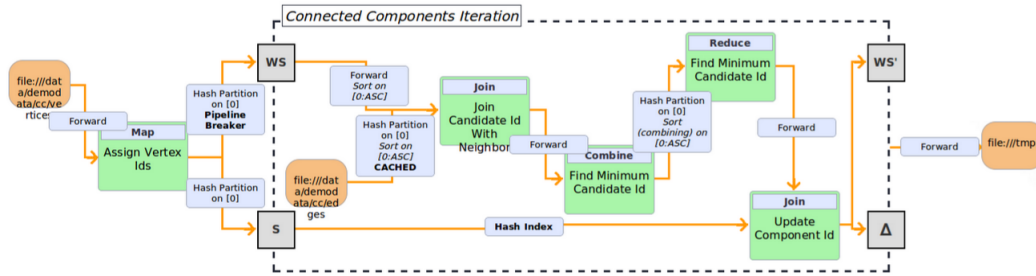 Connected Components Iteration
file:///dat
a/demod
ata/cc/ve
rtices
Forward
Map
Assign Vertex
Ids
Hash Partition
on [0]
Pipeline
Breaker
Hash Partition
on [0]
WS
S
Forward
Sort on
[0:ASC]
Hash Partition
on [0]
Sort on
[0:ASC]
CACHED
file:///dat
a/demod
ata/cc/ed
ges
Join
Join
Candidate Id
With
Neighbor
Forward
Combine
Find Minimum
Candidate Id
Hash Partition
on [0]
Sort
(combining) on
[0:ASC]
Reduce
Find Minimum
Candidate Id
Forward
Hash Index
Join
Update
Component Id
WS'
Δ
Forward
file:///tmp